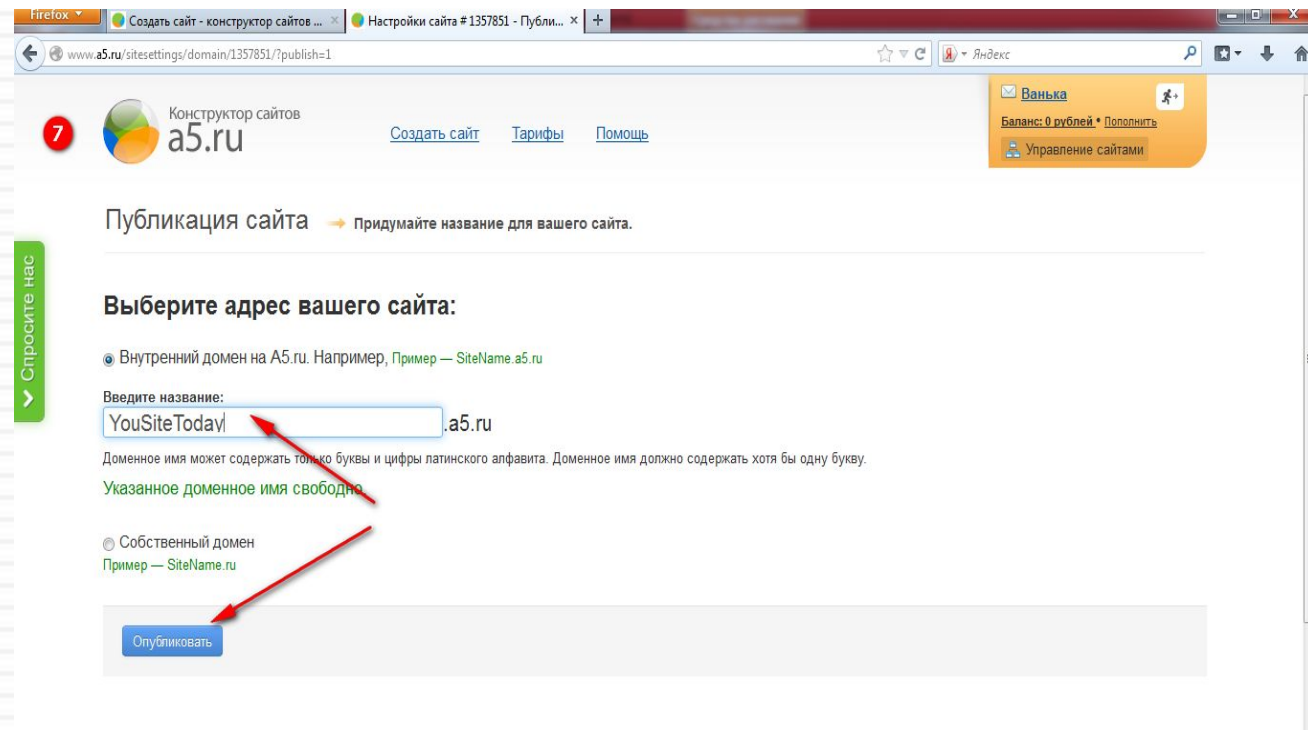 Firefox
Создать сайт - конструктор сайтов ...
Настройки сайта # 1357851 - Публи...
www.a5.ru/sitesettings/domain/1357851/?publish=1
Яндекс
7
Конструктор сайтов
a5.ru
Создать сайт Тарифы Помощь
Ванька
Баланс: 0 рублей • Пополнить
Управление сайтами
Публикация сайта → Придумайте название для вашего сайта.
Спросите нас
Выберите адрес вашего сайта:
Внутренний домен на A5.ru. Например, Пример — SiteName.a5.ru
Введите название:
YouSiteToday .a5.ru
Доменное имя может содержать только буквы и цифры латинского алфавита. Доменное имя должно содержать хотя бы одну букву.
Указанное доменное имя свободно.
Собственный домен
Пример — SiteName.ru
Опубликовать